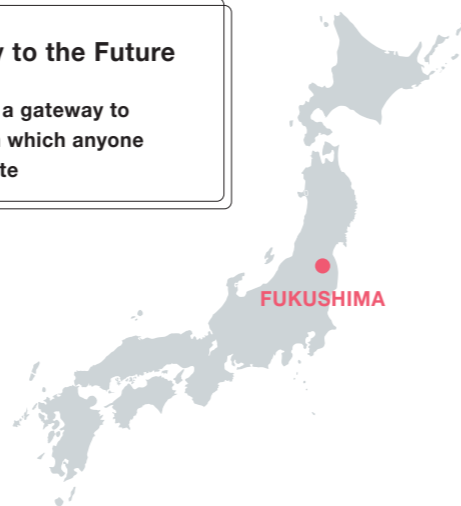 y to the Future
a gateway to
which anyone
te
FUKUSHIMA